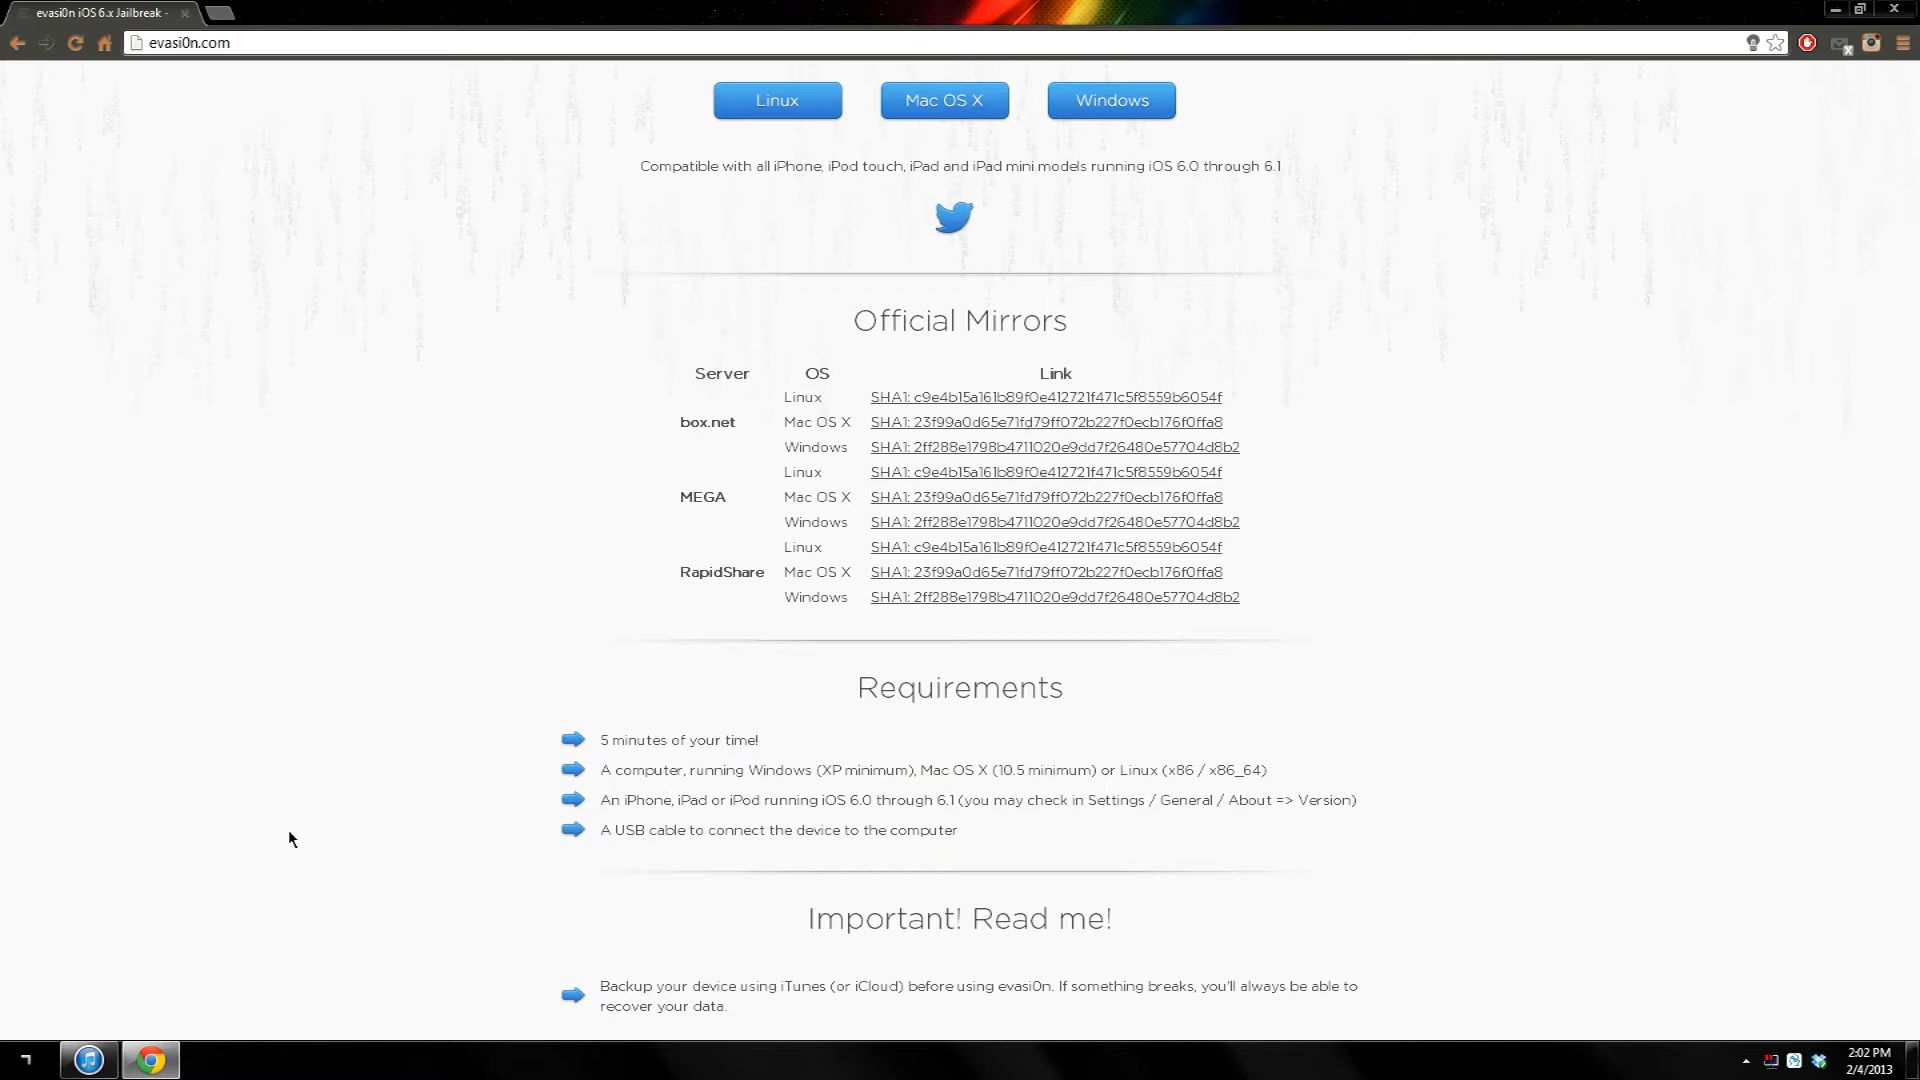 evasi0n iOS 6.x Jailbreak -
evasi0n.com
Linux
Mac OS X
Windows
Compatible with all iPhone, iPod touch, iPad and iPad mini models running iOS 6.0 through 6.1
Official Mirrors
Server OS Link
Linux SHA1: c9e4b15a161b89f0e412721f471c5f8559b6054f
box.net Mac OS X SHA1: 23f99a0d65e71fd79ff072b227f0ecb176f0ffa8
Windows SHA1: 2ff288e1798b4711020e9dd7f26480e57704d8b2
Linux SHA1: c9e4b15a161b89f0e412721f471c5f8559b6054f
MEGA Mac OS X SHA1: 23f99a0d65e71fd79ff072b227f0ecb176f0ffa8
Windows SHA1: 2ff288e1798b4711020e9dd7f26480e57704d8b2
Linux SHA1: c9e4b15a161b89f0e412721f471c5f8559b6054f
RapidShare Mac OS X SHA1: 23f99a0d65e71fd79ff072b227f0ecb176f0ffa8
Windows SHA1: 2ff288e1798b4711020e9dd7f26480e57704d8b2
Requirements
5 minutes of your time!
A computer, running Windows (XP minimum), Mac OS X (10.5 minimum) or Linux (x86 / x86_64)
An iPhone, iPad or iPod running iOS 6.0 through 6.1 (you may check in Settings / General / About => Version)
A USB cable to connect the device to the computer
Important! Read me!
Backup your device using iTunes (or iCloud) before using evasi0n. If something breaks, you'll always be able to
recover your data.
2:02 PM
2/4/2013